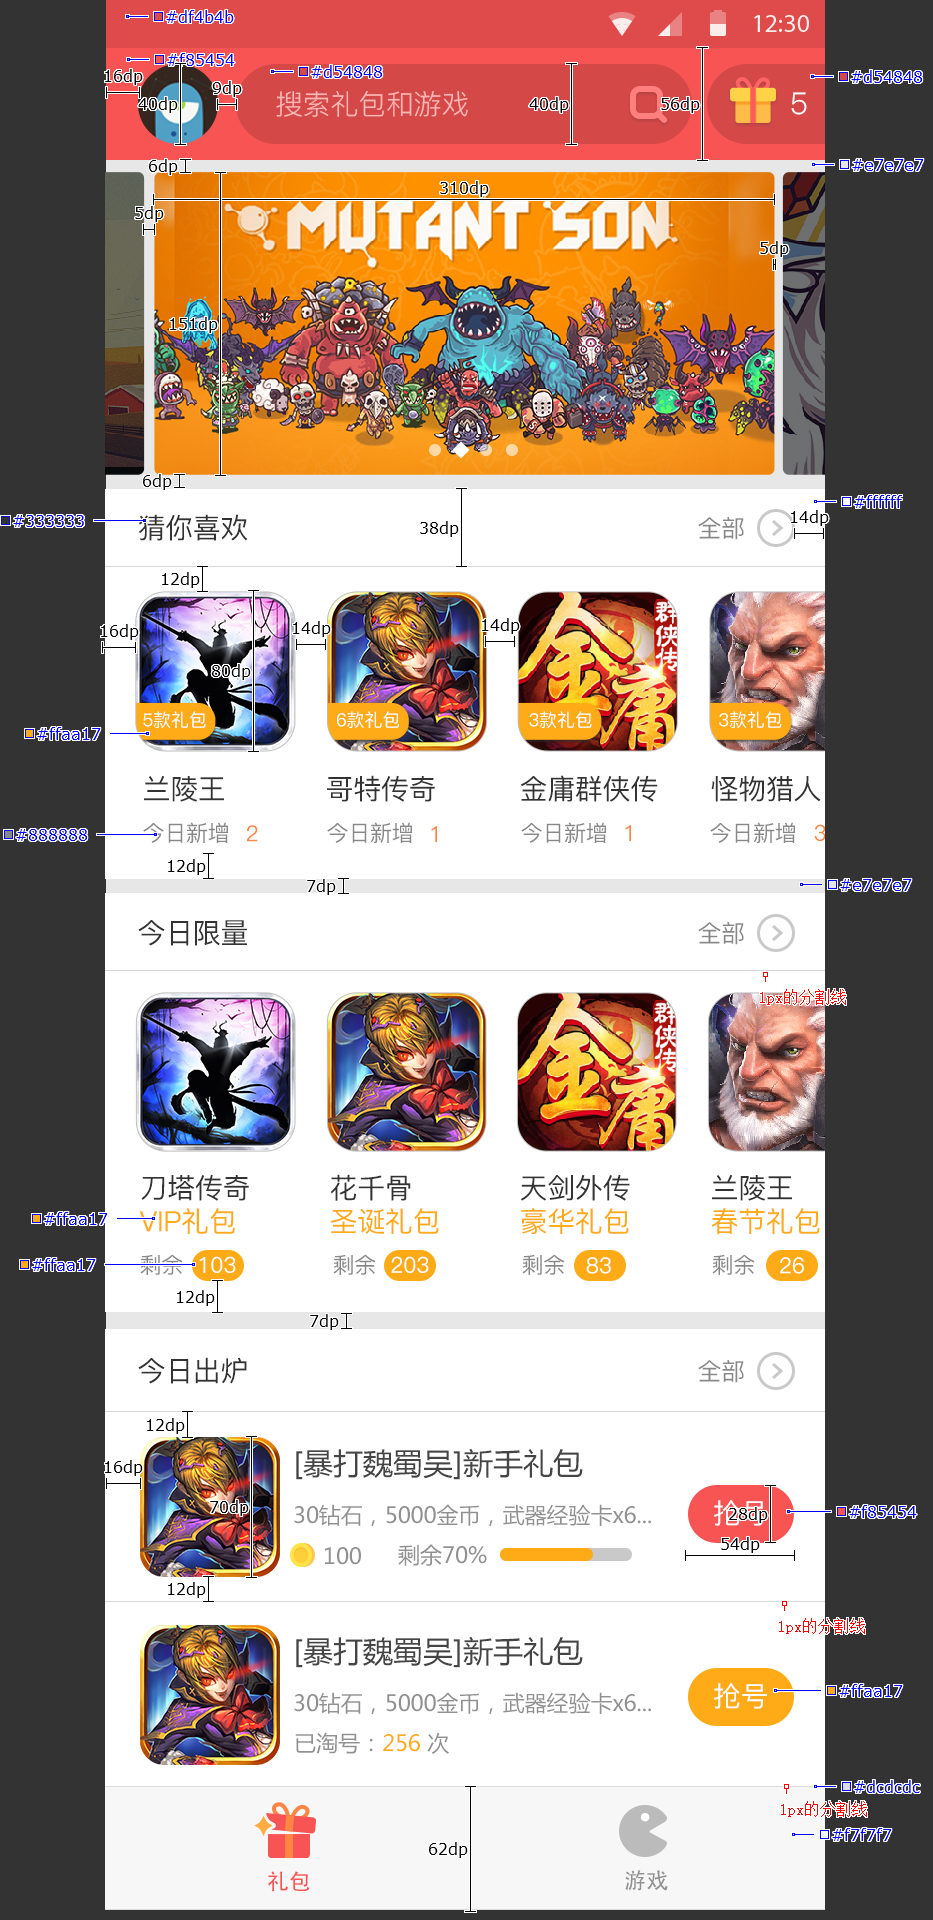 #df4b4b
12:30
#f85454
16dp
9dp
#d54848
40dp
搜索礼包和游戏
40dp
56dp
5
#d54848
6dp
#e7e7e7
310dp
5dp
MUTANT SON
5dp
151dp
6dp
#333333
猜你喜欢
38dp
全部
#ffffff
14dp
12dp
16dp
80dp
14dp
14dp
金庸
群侠传
5款礼包
6款礼包
3款礼包
3款礼包
#ffaa17
兰陵王
哥特传奇
金庸群侠传
怪物猎人
#888888
今日新增 2
今日新增 1
今日新增 1
今日新增 3
12dp
7dp
#e7e7e7
今日限量
全部
1px的分割线
金庸
群侠传
刀塔传奇
花千骨
天剑外传
兰陵王
#ffaa17
VIP礼包
圣诞礼包
豪华礼包
春节礼包
#ffaa17
剩余 103
剩余 203
剩余 83
剩余 26
12dp
7dp
今日出炉
全部
12dp
16dp
70dp
[暴打魏蜀吴]新手礼包
30钻石，5000金币，武器经验卡x6...
100
剩余70%
抢号
28dp
#f85454
54dp
12dp
1px的分割线
[暴打魏蜀吴]新手礼包
30钻石，5000金币，武器经验卡x6...
已淘号：256 次
抢号
#ffaa17
#dcdcdc
1px的分割线
#f7f7f7
62dp
礼包
游戏